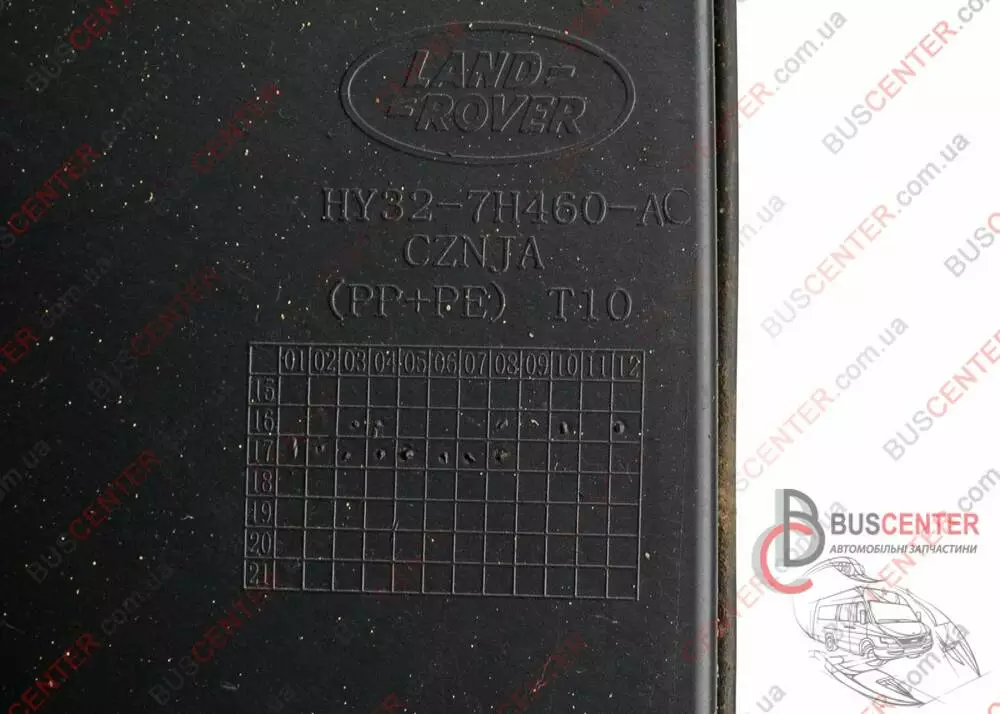 LAND-
-ROVER
HY32-7H460-AC
CZNJA
(PP+PE) T10
01 02 03 04 05 06 07 08 09 10 11 12
15
16
17
18
19
20
21
BUSCENTER
АВТОМОБІЛЬНІ ЗАПЧАСТИНИ
BUSCENTER.com.ua